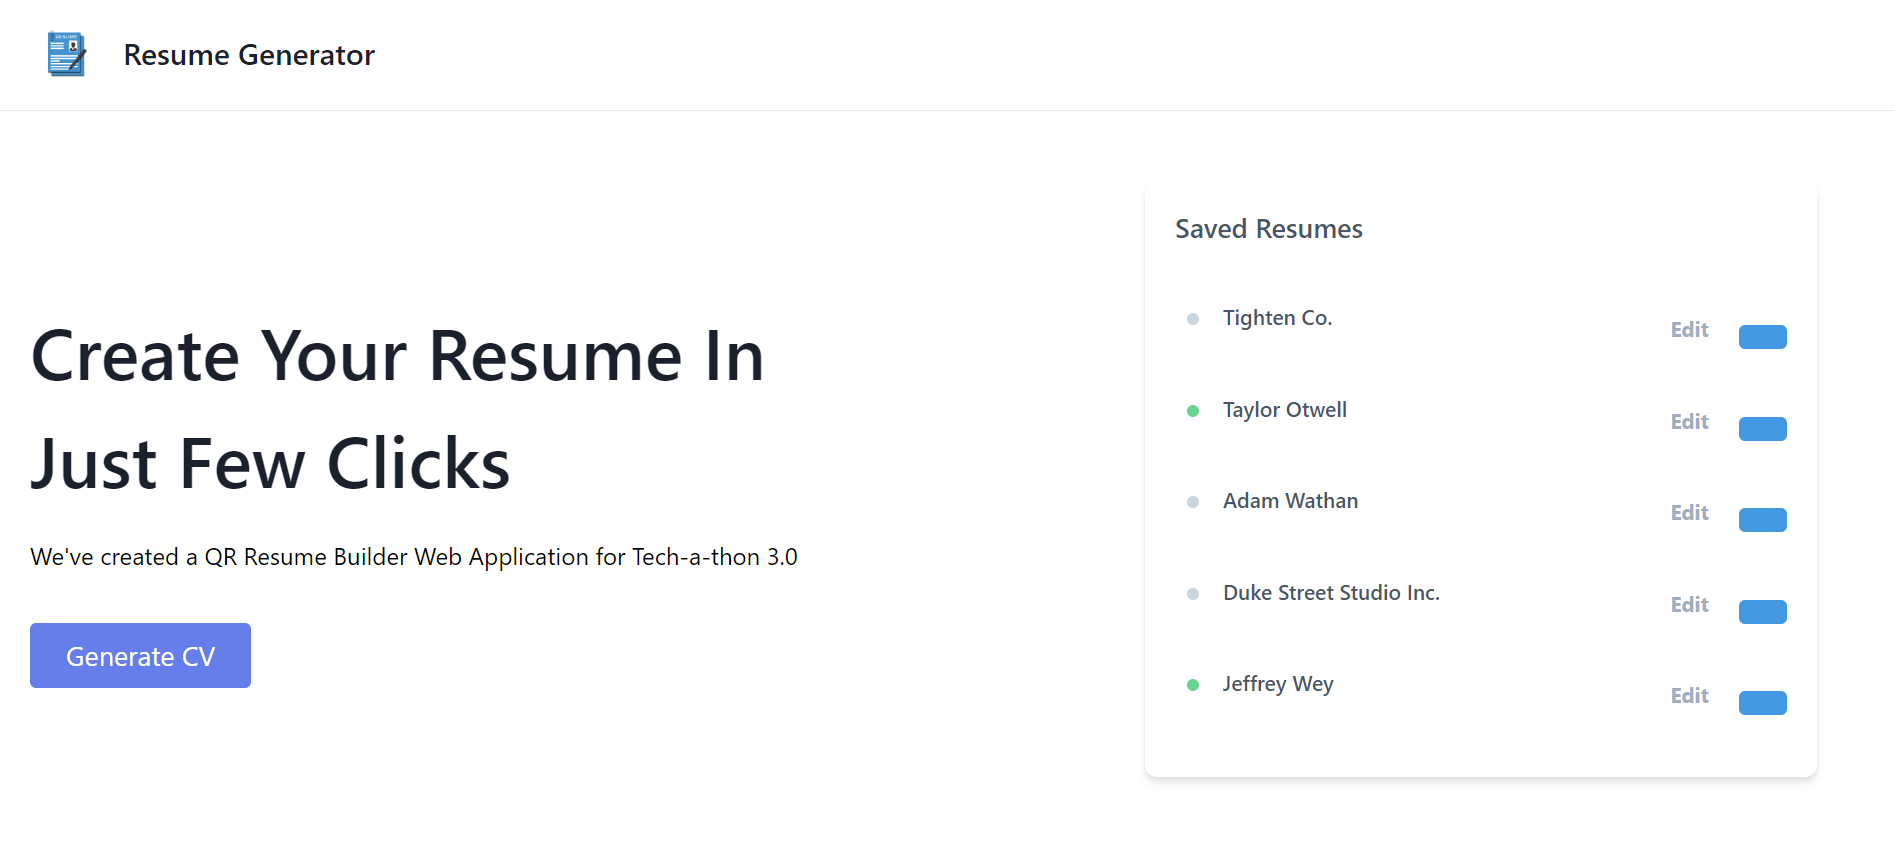 RESUME
Resume Generator
Create Your Resume In
Just Few Clicks
We've created a QR Resume Builder Web Application for Tech-a-thon 3.0
Generate CV
Saved Resumes
Tighten Co.
Edit
Taylor Otwell
Edit
Adam Wathan
Edit
Duke Street Studio Inc.
Edit
Jeffrey Wey
Edit